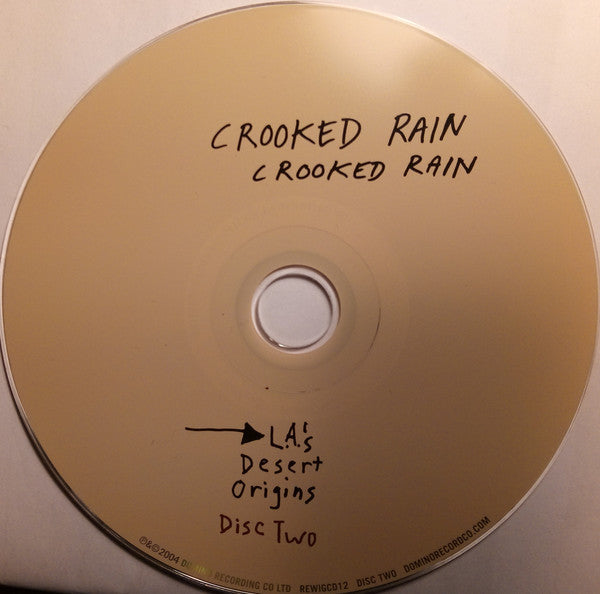 CROOKED RAIN
CROOKED RAIN
L.A.'s
Desert
Origins
Disc Two
℗&©2004 DOMINO RECORDING CO LTD REWIGCD12 DISC TWO DOMINORECORDCO.COM